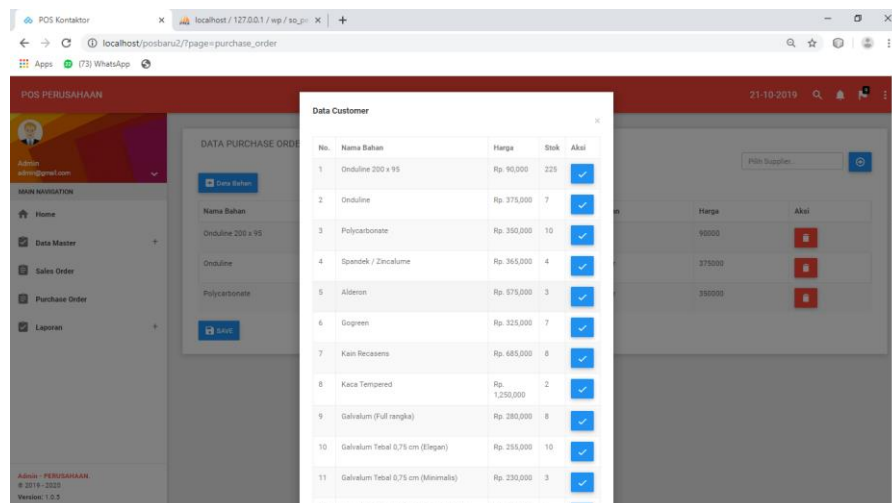 POS Kontaktor
localhost / 127.0.0.1 / wp / so_po
localhost/posbaru2/?page=purchase_order
Apps
(73) WhatsApp
POS PERUSAHAAN
21-10-2019
Admin
admin@gmail.com
MAIN NAVIGATION
Home
Data Master
Sales Order
Purchase Order
Laporan
Admin - PERUSAHAAN.
Version: 1.0.5
DATA PURCHASE ORDE
Pilih Supplier...
Data Bahan
Nama Bahan Harga Aksi
Onduline 200 x 95 90000
Onduline 375000
Polycarbonate 350000
SAVE
Data Customer
×
No. Nama Bahan Harga Stok Aksi
1 Onduline 200 x 95 Rp. 90,000 225
2 Onduline Rp. 375,000 7
3 Polycarbonate Rp. 350,000 10
4 Spandek / Zincalume Rp. 365,000 4
5 Alderon Rp. 575,000 3
6 Gogreen Rp. 325,000 7
7 Kain Recasens Rp. 685,000 8
8 Kaca Tempered Rp. 1,250,000 2
9 Galvalum (Full rangka) Rp. 280,000 8
10 Galvalum Tebal 0,75 cm (Elegan) Rp. 255,000 10
11 Galvalum Tebal 0,75 cm (Minimalis) Rp. 230,000 3